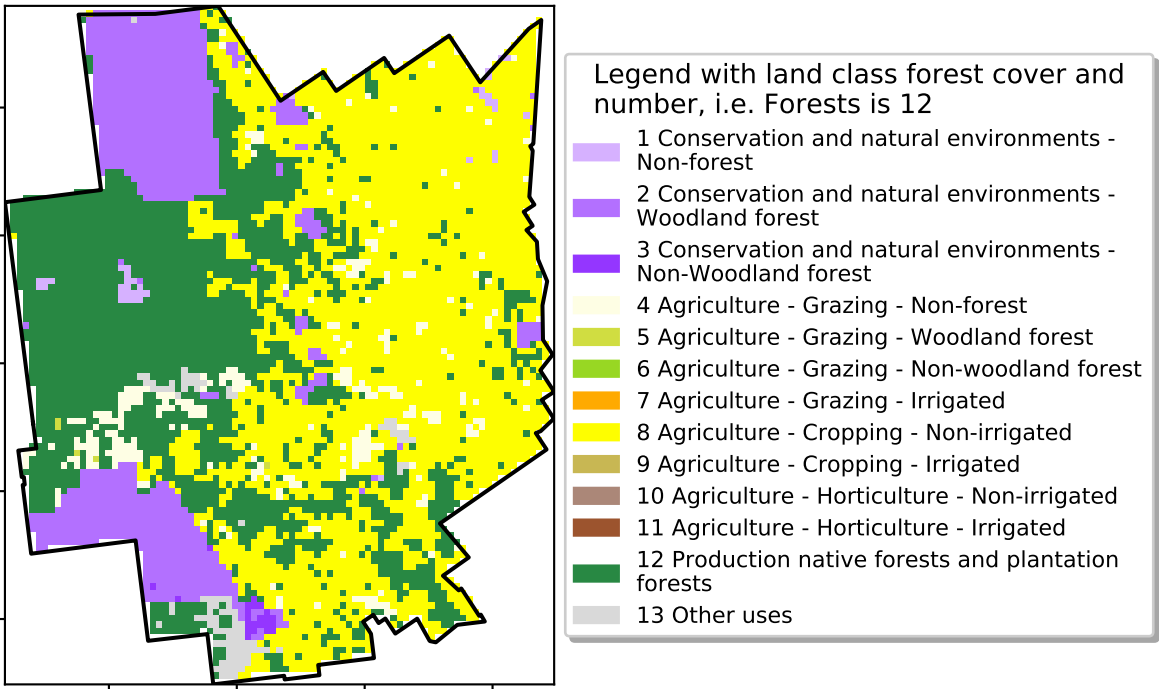 Legend with land class forest cover and
number, i.e. Forests is 12
1 Conservation and natural environments -
Non-forest
2 Conservation and natural environments -
Woodland forest
3 Conservation and natural environments -
Non-Woodland forest
4 Agriculture - Grazing - Non-forest
5 Agriculture - Grazing - Woodland forest
6 Agriculture - Grazing - Non-woodland forest
7 Agriculture - Grazing - Irrigated
8 Agriculture - Cropping - Non-irrigated
9 Agriculture - Cropping - Irrigated
10 Agriculture - Horticulture - Non-irrigated
11 Agriculture - Horticulture - Irrigated
12 Production native forests and plantation
forests
13 Other uses